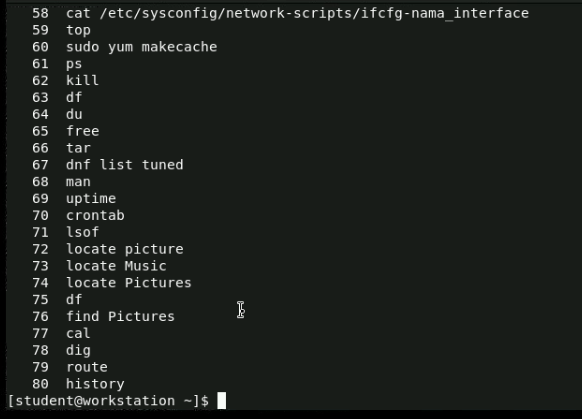 58 cat /etc/sysconfig/network-scripts/ifcfg-nama_interface
59 top
60 sudo yum makecache
61 ps
62 kill
63 df
64 du
65 free
66 tar
67 dnf list tuned
68 man
69 uptime
70 crontab
71 lsof
72 locate picture
73 locate Music
74 locate Pictures
75 df
76 find Pictures
77 cal
78 dig
79 route
80 history
[student@workstation ~]$